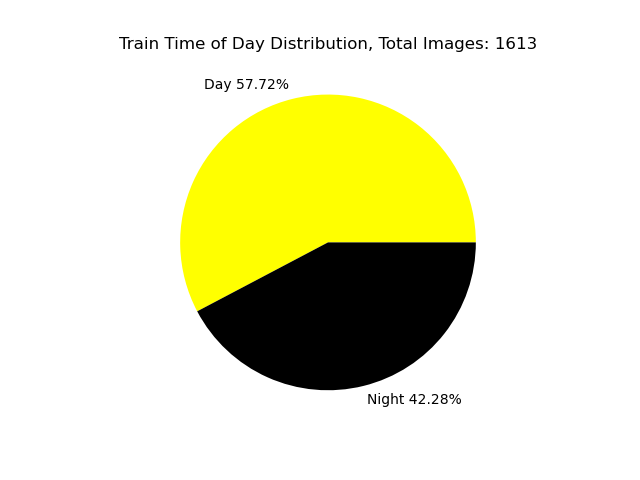 Train Time of Day Distribution, Total Images: 1613
Day 57.72%
Night 42.28%